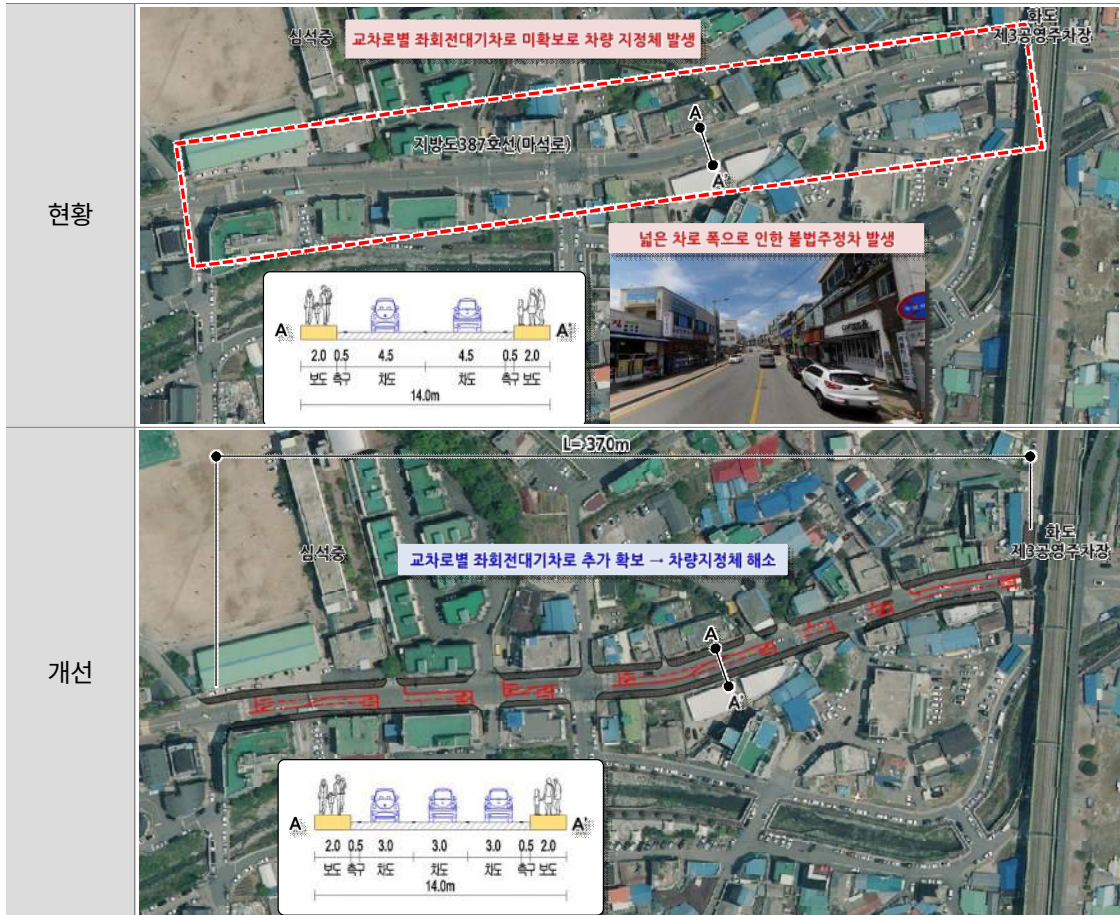 현황
심석중
교차로별 좌회전대기차로 미확보로 차량 지정체 발생
화도
제3공영주차장
지방도387호선(마석로)
A
A'
넓은 차로 폭으로 인한 불법주정차 발생
A
A'
2.0 0.5 4.5 4.5 0.5 2.0
보도 측구 차도 차도 측구 보도
14.0m
개선
L= 370m
심석중
교차로별 좌회전대기차로 추가 확보 → 차량지정체 해소
화도
제3공영주차장
A
A'
A
A'
2.0 0.5 3.0 3.0 3.0 0.5 2.0
보도 측구 차도 차도 차도 측구 보도
14.0m